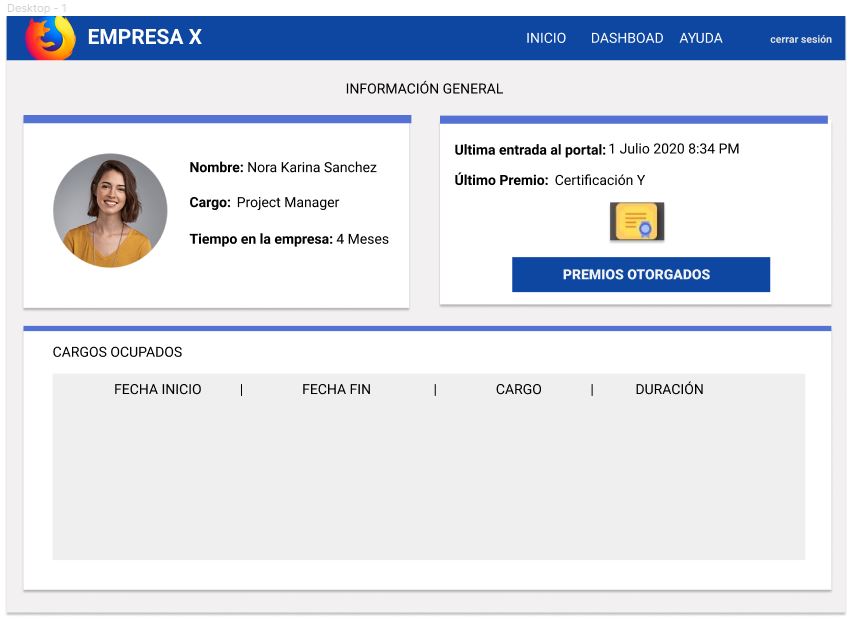 Desktop - 1
EMPRESA X
INICIO DASHBOAD AYUDA cerrar sesión
INFORMACIÓN GENERAL
Nombre: Nora Karina Sanchez
Cargo: Project Manager
Tiempo en la empresa: 4 Meses
Ultima entrada al portal: 1 Julio 2020 8:34 PM
Último Premio: Certificación Y
PREMIOS OTORGADOS
CARGOS OCUPADOS
FECHA INICIO | FECHA FIN | CARGO | DURACIÓN